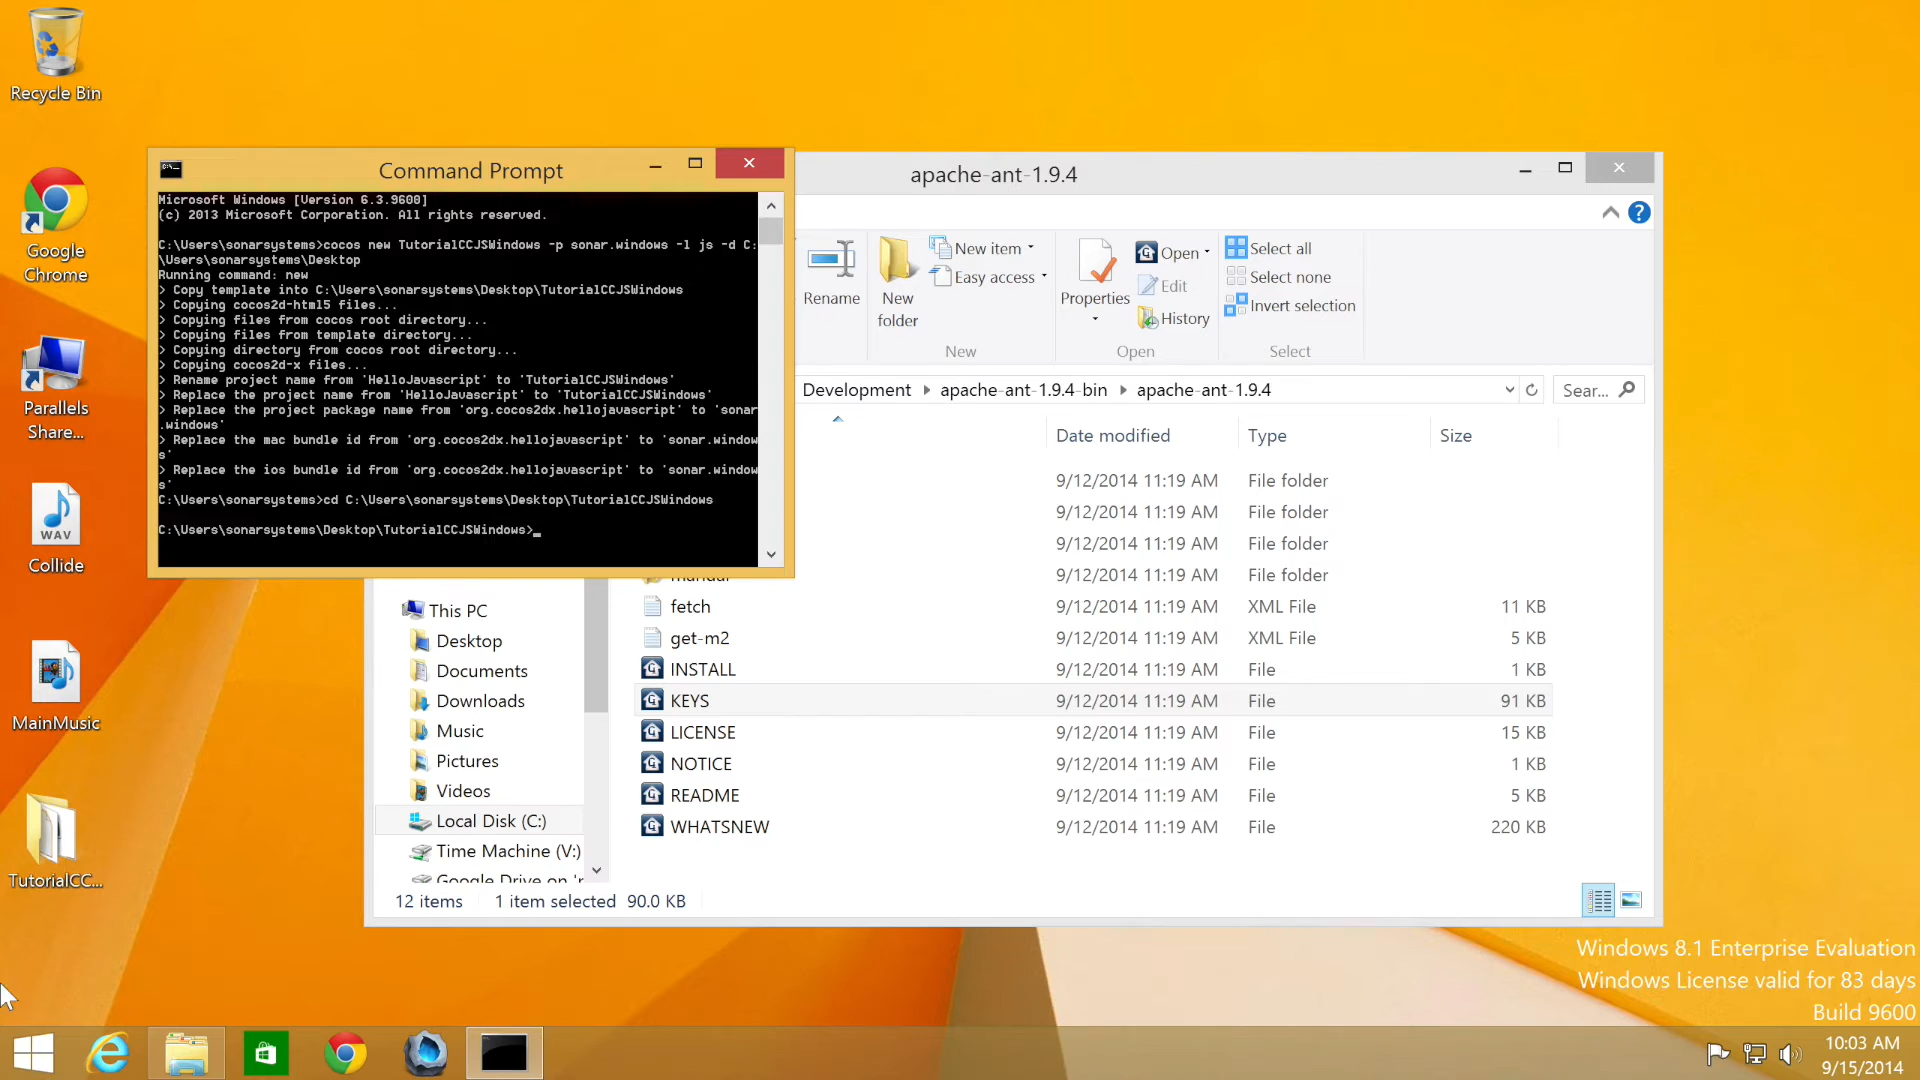 Recycle Bin
Google
Chrome
Parallels
Share...
WAV
Collide
MainMusic
TutorialCC...
Command Prompt
Microsoft Windows [Version 6.3.9600]
(c) 2013 Microsoft Corporation. All rights reserved.
C:\Users\sonarsystems>cocos new TutorialCCJSWindows -p sonar.windows -l js -d C:
\Users\sonarsystems\Desktop
Running command: new
> Copy template into C:\Users\sonarsystems\Desktop\TutorialCCJSWindows
> Copying cocos2d-html5 files...
> Copying files from cocos root directory...
> Copying files from template directory...
> Copying directory from cocos root directory...
> Copying cocos2d-x files...
> Rename project name from 'HelloJavascript' to 'TutorialCCJSWindows'
> Replace the project name from 'HelloJavascript' to 'TutorialCCJSWindows'
> Replace the project package name from 'org.cocos2dx.hellojavascript' to 'sonar
.windows'
> Replace the mac bundle id from 'org.cocos2dx.hellojavascript' to 'sonar.window
s'
> Replace the ios bundle id from 'org.cocos2dx.hellojavascript' to 'sonar.window
s'
C:\Users\sonarsystems>cd C:\Users\sonarsystems\Desktop\TutorialCCJSWindows
C:\Users\sonarsystems\Desktop\TutorialCCJSWindows>_
apache-ant-1.9.4
Rename
New
folder
New item
Easy access
New
Properties
Open
Edit
History
Open
Select all
Select none
Invert selection
Select
Development apache-ant-1.9.4-bin apache-ant-1.9.4
Sear...
Date modified Type Size
9/12/2014 11:19 AM File folder
9/12/2014 11:19 AM File folder
9/12/2014 11:19 AM File folder
manual 9/12/2014 11:19 AM File folder
fetch 9/12/2014 11:19 AM XML File 11 KB
get-m2 9/12/2014 11:19 AM XML File 5 KB
INSTALL 9/12/2014 11:19 AM File 1 KB
KEYS 9/12/2014 11:19 AM File 91 KB
LICENSE 9/12/2014 11:19 AM File 15 KB
NOTICE 9/12/2014 11:19 AM File 1 KB
README 9/12/2014 11:19 AM File 5 KB
WHATSNEW 9/12/2014 11:19 AM File 220 KB
This PC
Desktop
Documents
Downloads
Music
Pictures
Videos
Local Disk (C:)
Time Machine (V:)
Google Drive on 'r
12 items 1 item selected 90.0 KB
Windows 8.1 Enterprise Evaluation
Windows License valid for 83 days
Build 9600
10:03 AM
9/15/2014